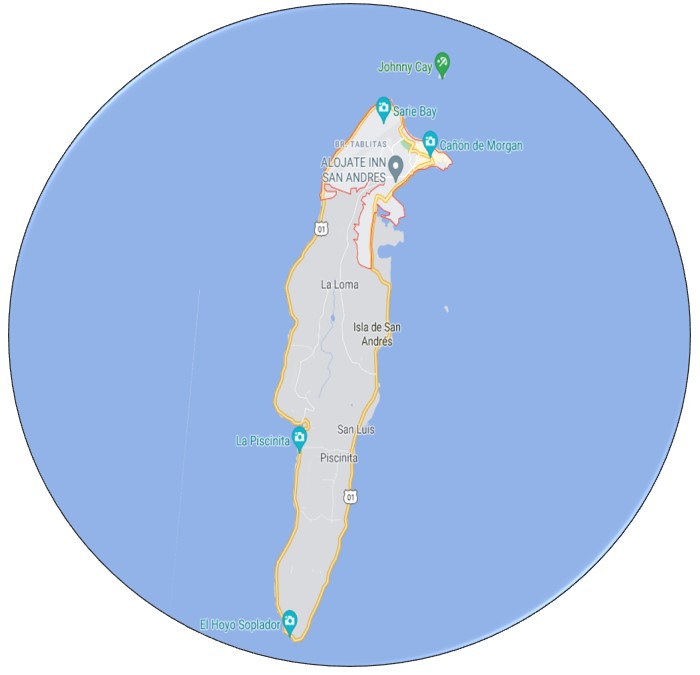 Johnny Cay
Sarie Bay
BR. TABLITAS
Cañón de Morgan
ALOJATE INN
SAN ANDRES
01
La Loma
Isla de San
Andrés
San Luis
La Piscinita
Piscinita
01
El Hoyo Soplador